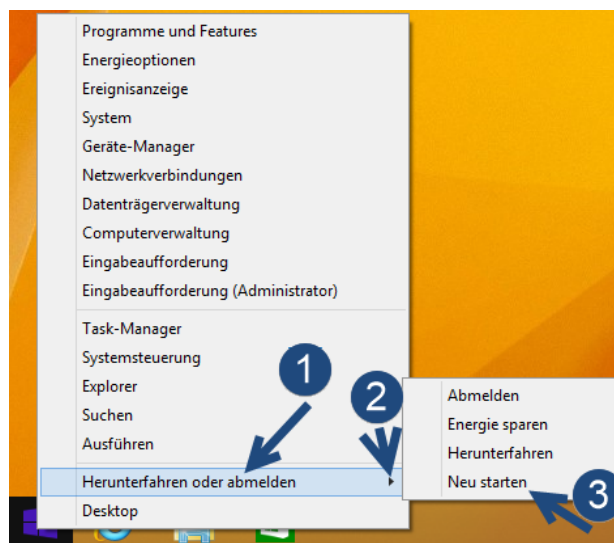 Programme und Features
Energieoptionen
Ereignisanzeige
System
Geräte-Manager
Netzwerkverbindungen
Datenträgerverwaltung
Computerverwaltung
Eingabeaufforderung
Eingabeaufforderung (Administrator)
Task-Manager
Systemsteuerung
Explorer
Suchen
Ausführen
Herunterfahren oder abmelden
Desktop
1
2
Abmelden
Energie sparen
Herunterfahren
Neu starten
3